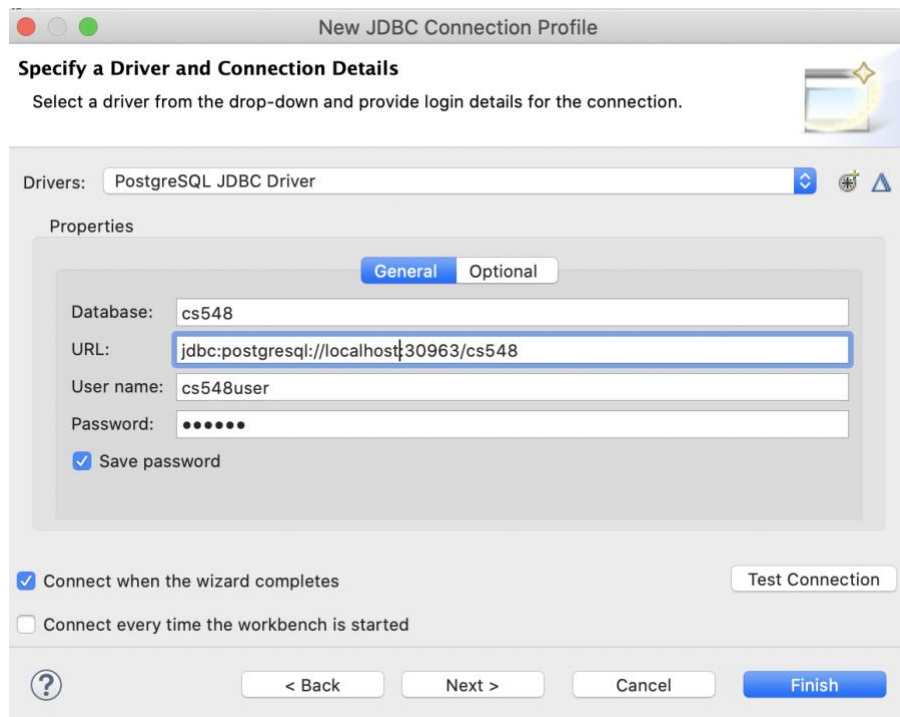 New JDBC Connection Profile
Specify a Driver and Connection Details
Select a driver from the drop-down and provide login details for the connection.
Drivers: PostgreSQL JDBC Driver
Properties
General Optional
Database: cs548
URL: jdbc:postgresql://localhost:30963/cs548
User name: cs548user
Password: ••••••
Save password
Connect when the wizard completes
Test Connection
Connect every time the workbench is started
? < Back Next > Cancel Finish